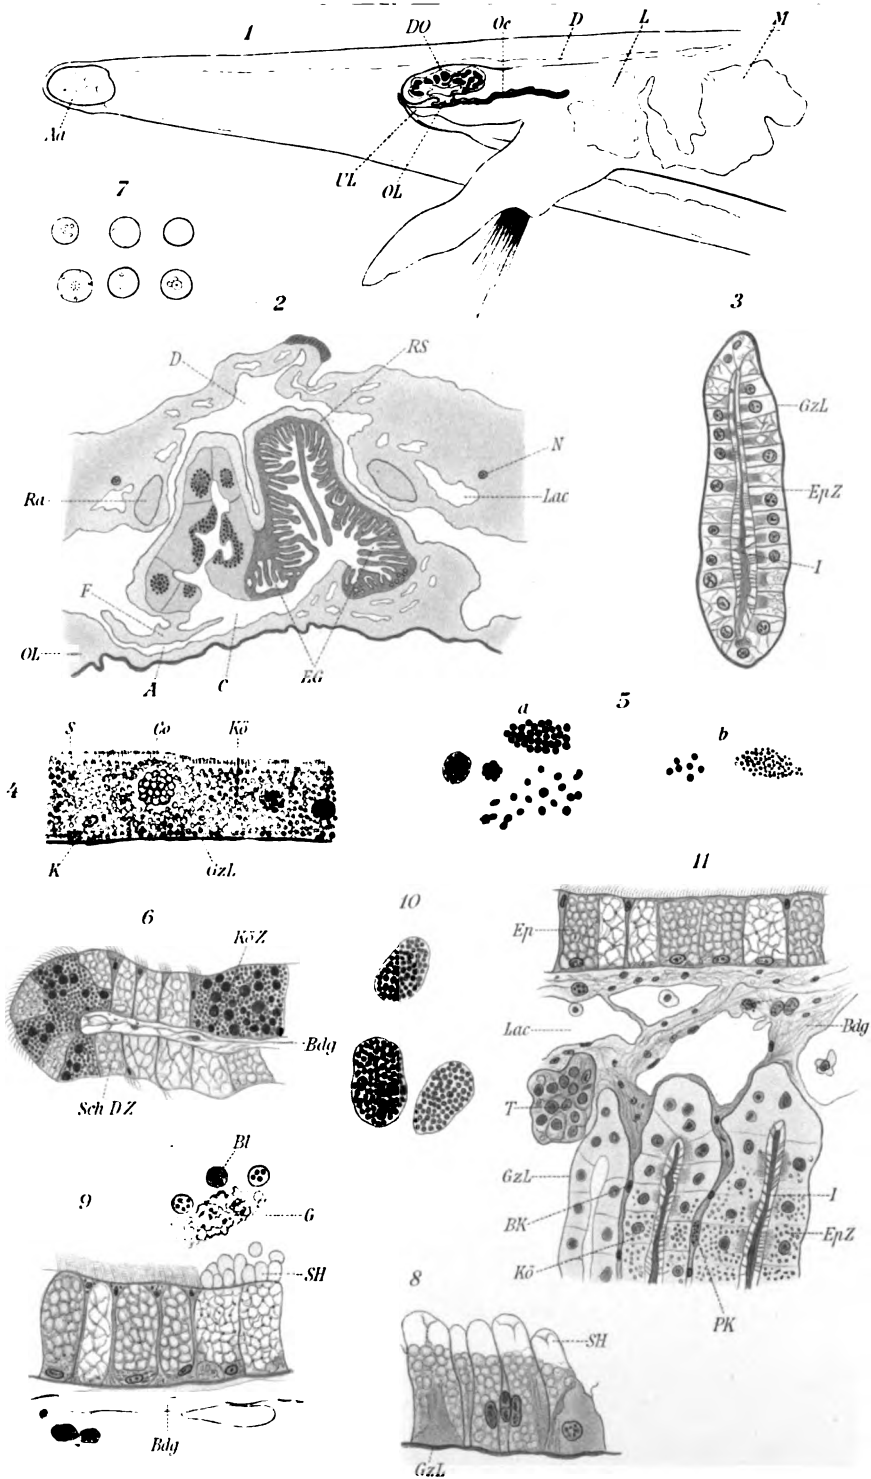 1
DO
Oc
D
L
M
Ad
UL
OL
7
2
3
D
RS
GzL
N
Ra
Lac
EpZ
F
I
OL
A
C
EG
4
S
Co
Kö
K
GzL
5
a
b
6
KöZ
Bdg
Sch DZ
10
11
Ep
Lac
Bdg
T
GzL
BK
I
Kö
EpZ
PK
9
Bl
G
SH
Bdg
8
SH
GzL